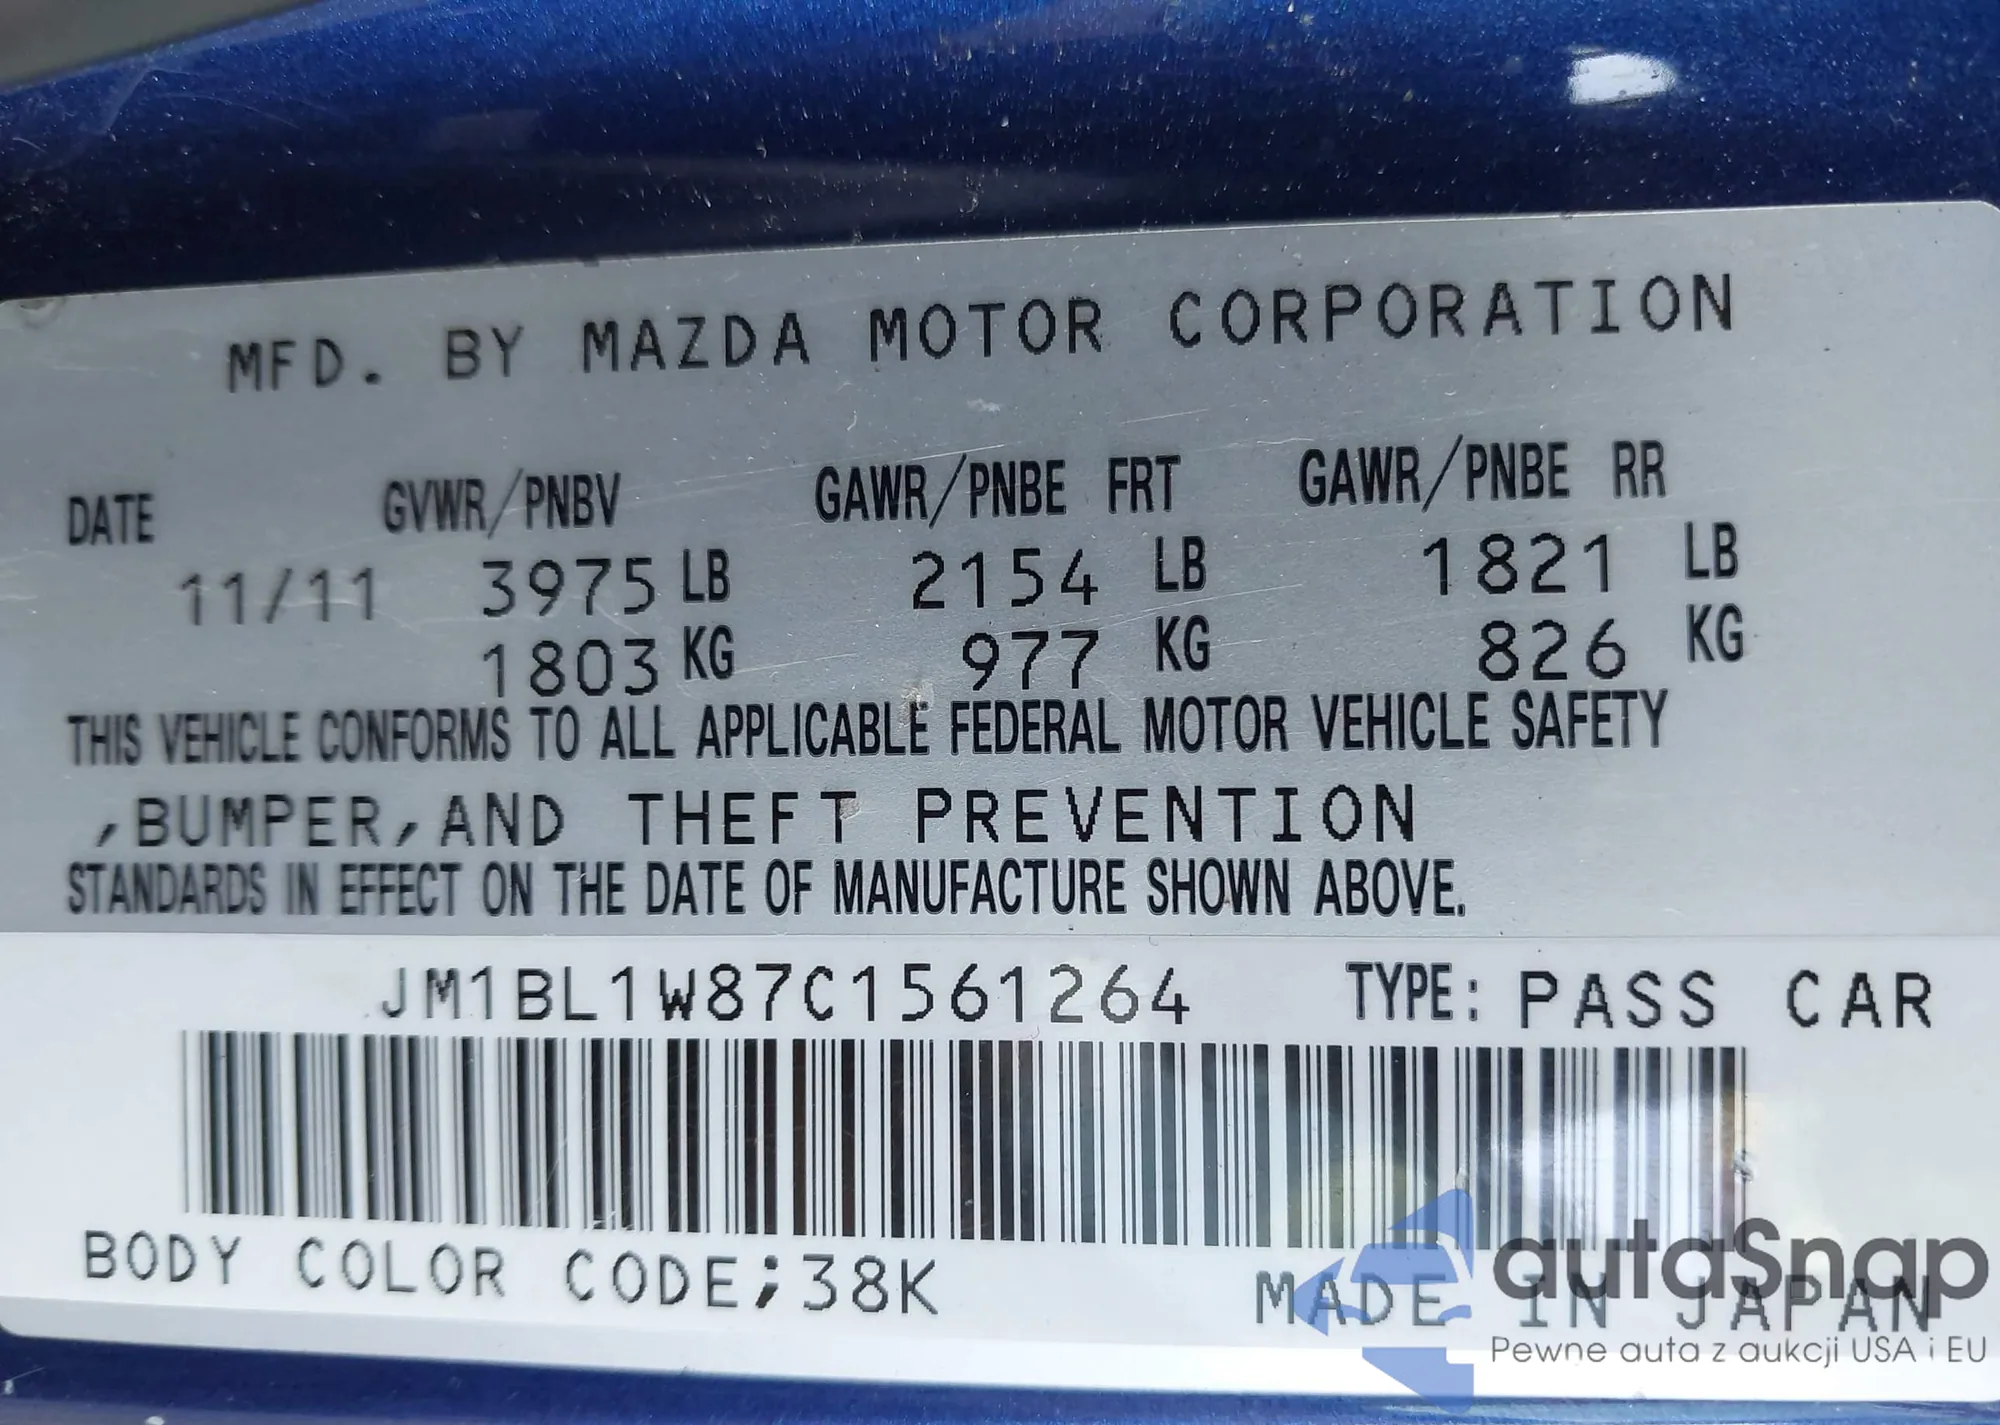 MFD. BY MAZDA MOTOR CORPORATION
DATE GVWR/PNBV GAWR/PNBE FRT GAWR/PNBE RR
11/11 3975 LB 2154 LB 1821 LB
1803 KG 977 KG 826 KG
THIS VEHICLE CONFORMS TO ALL APPLICABLE FEDERAL MOTOR VEHICLE SAFETY
,BUMPER,AND THEFT PREVENTION
STANDARDS IN EFFECT ON THE DATE OF MANUFACTURE SHOWN ABOVE.
JM1BL1W87C1561264 TYPE: PASS CAR
BODY COLOR CODE;38K MADE IN JAPAN
autaSnap
Pewne auta z aukcji USA i EU